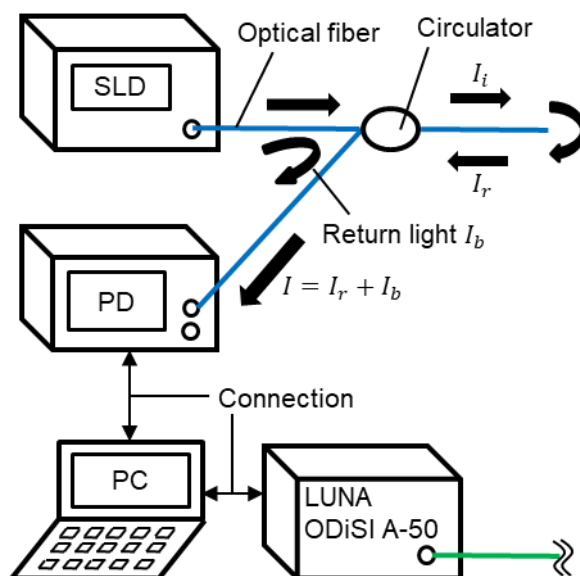 Optical fiber
Circulator
SLD
I_i
I_r
Return light I_b
PD
I = I_r + I_b
Connection
PC
LUNA
ODiSI A-50